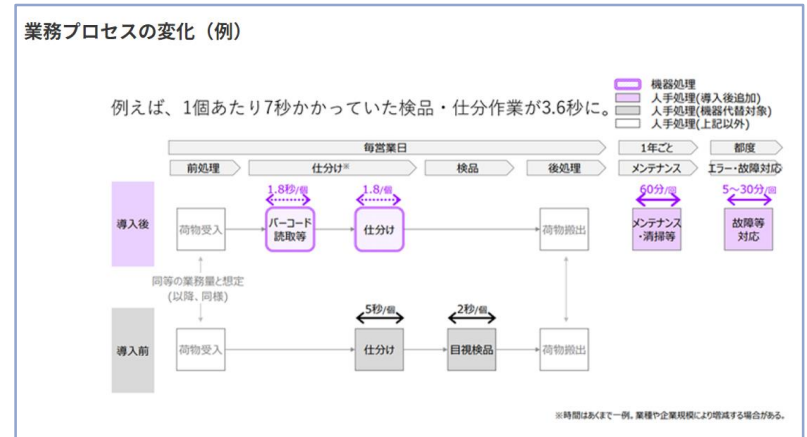 業務プロセスの変化（例）
例えば、1個あたり7秒かかっていた検品・仕分作業が3.6秒に。
機器処理
人手処理(導入後追加)
人手処理(機器代替対象)
人手処理(上記以外)
毎営業日
1年ごと
都度
前処理
仕分け※
検品
後処理
メンテナンス
エラー・故障対応
1.8秒/個
1.8/個
60分/回
5～30分/回
導入後
荷物受入
バーコード
読取等
仕分け
荷物搬出
メンテナンス
・清掃等
故障等
対応
同等の業務量と想定
(以降、同様)
5秒/個
2秒/個
導入前
荷物受入
仕分け
目視検品
荷物搬出
※時間はあくまで一例。業種や企業規模により増減する場合がある。